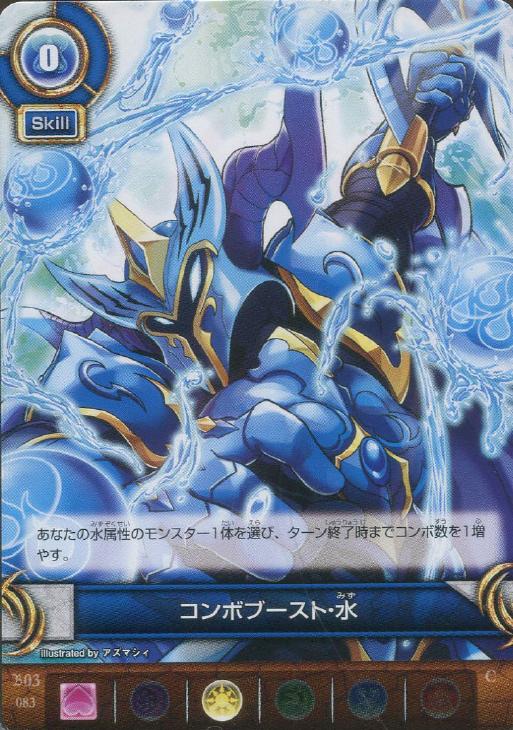 0
Skill
あなたの水属性のモンスター1体を選び、ターン終了時までコンボ数を1増
やす。
コンボブースト・水
illustrated by アズマシィ
B03
083
C